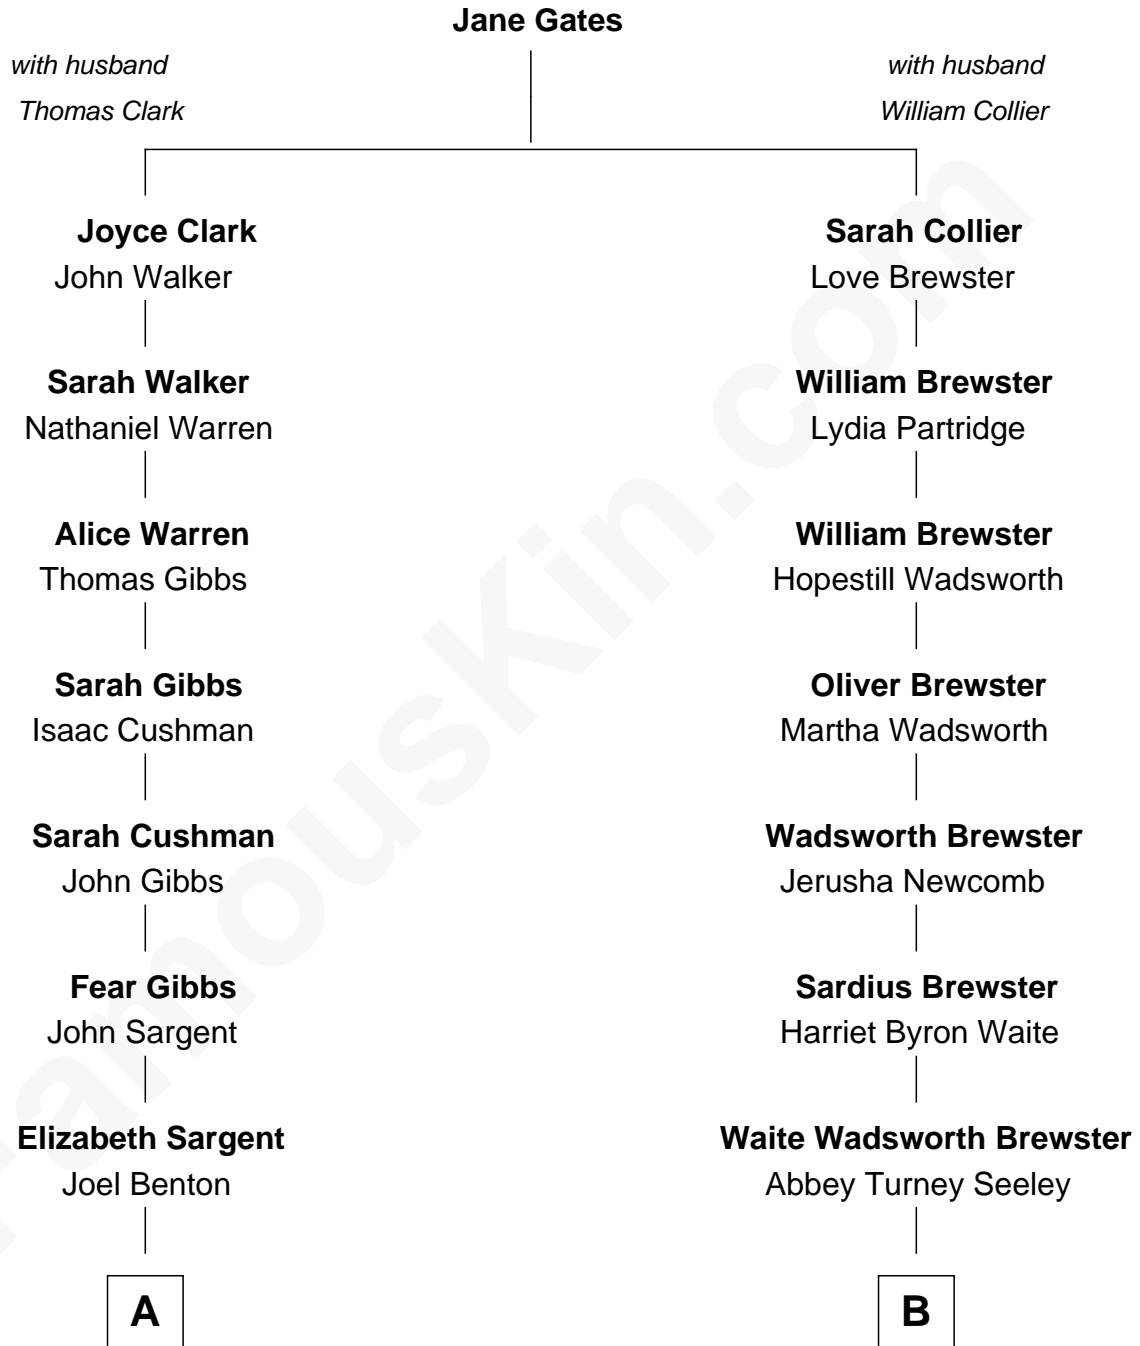 Jane Gates
with husband
Thomas Clark
with husband
William Collier
Joyce Clark
John Walker
Sarah Collier
Love Brewster
Sarah Walker
Nathaniel Warren
William Brewster
Lydia Partridge
Alice Warren
Thomas Gibbs
William Brewster
Hopestill Wadsworth
Sarah Gibbs
Isaac Cushman
Oliver Brewster
Martha Wadsworth
Sarah Cushman
John Gibbs
Wadsworth Brewster
Jerusha Newcomb
Fear Gibbs
John Sargent
Sardius Brewster
Harriet Byron Waite
Elizabeth Sargent
Joel Benton
Waite Wadsworth Brewster
Abbey Turney Seeley
A
B
FamousKin.com